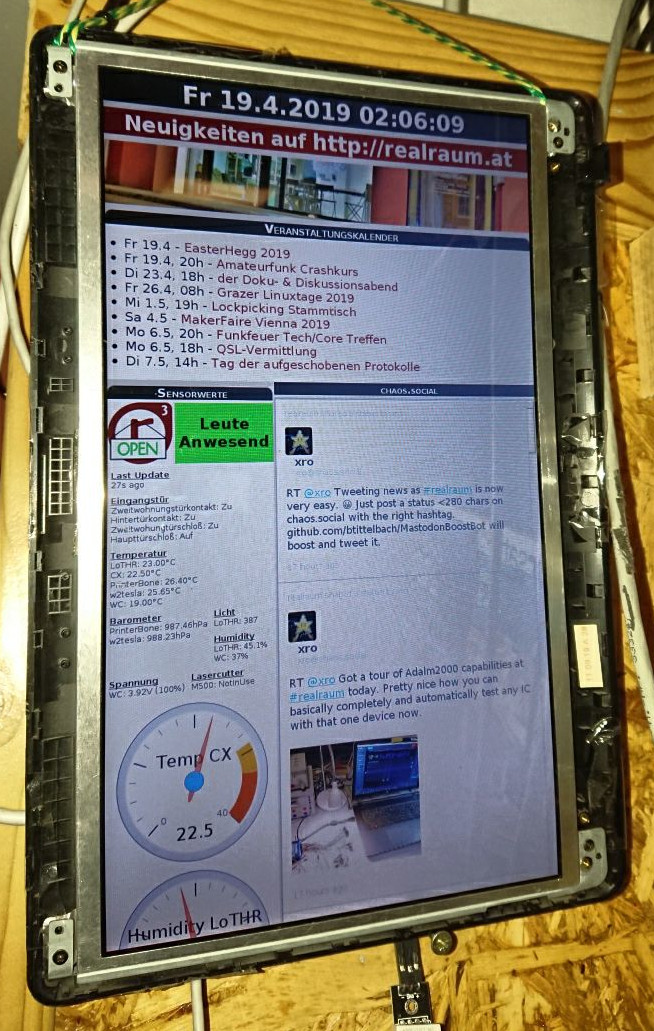 Fr 19.4.2019 02:06:09
Neuigkeiten auf http://realraum.at
VERANSTALTUNGSKALENDER
• Fr 19.4 - EasterHegg 2019
• Fr 19.4, 20h - Amateurfunk Crashkurs
• Di 23.4, 18h - der Doku- & Diskussionsabend
• Fr 26.4, 08h - Grazer Linuxtage 2019
• Mi 1.5, 19h - Lockpicking Stammtisch
• Sa 4.5 - MakerFaire Vienna 2019
• Mo 6.5, 20h - Funkfeuer Tech/Core Treffen
• Mo 6.5, 18h - QSL-Vermittlung
• Di 7.5, 14h - Tag der aufgeschobenen Protokolle
SENSORWERTE
r 3
OPEN
Leute
Anwesend
Last Update
27s ago
Eingangstür
Zweitwohnungstürkontakt: Zu
Hintertürkontakt: Zu
Zweitwohungtürschloß: Zu
Haupttürschloß: Auf
Temperatur
LoTHR: 23.00°C
CX: 22.50°C
PrinterBone: 26.40°C
w2tesla: 25.65°C
WC: 19.00°C
Barometer
PrinterBone: 987.46hPa
w2tesla: 988.23hPa
Licht
LoTHR: 387
Humidity
LoTHR: 45.1%
WC: 37%
Spannung
WC: 3.92V (100%)
Lasercutter
M500: NotInUse
Temp CX
0
40
22.5
Humidity LoTHR
CHAOS.SOCIAL
xro
RT @xro Tweeting news as #realraum is now
very easy. 😀 Just post a status <280 chars on
chaos.social with the right hashtag.
github.com/btittelbach/MastodonBoostBot will
boost and tweet it.
hours ago
xro
RT @xro Got a tour of Adalm2000 capabilities at
#realraum today. Pretty nice how you can
basically completely and automatically test any IC
with that one device now.
hours ago